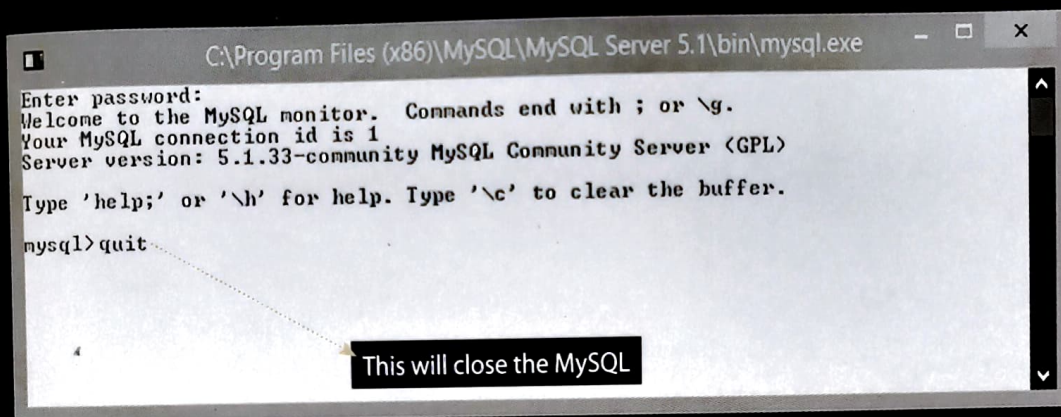 C:\Program Files (x86)\MySQL\MySQL Server 5.1\bin\mysql.exe
Enter password:
Welcome to the MySQL monitor. Commands end with ; or \g.
Your MySQL connection id is 1
Server version: 5.1.33-community MySQL Community Server (GPL)
Type 'help;' or '\h' for help. Type '\c' to clear the buffer.
mysql>quit
This will close the MySQL